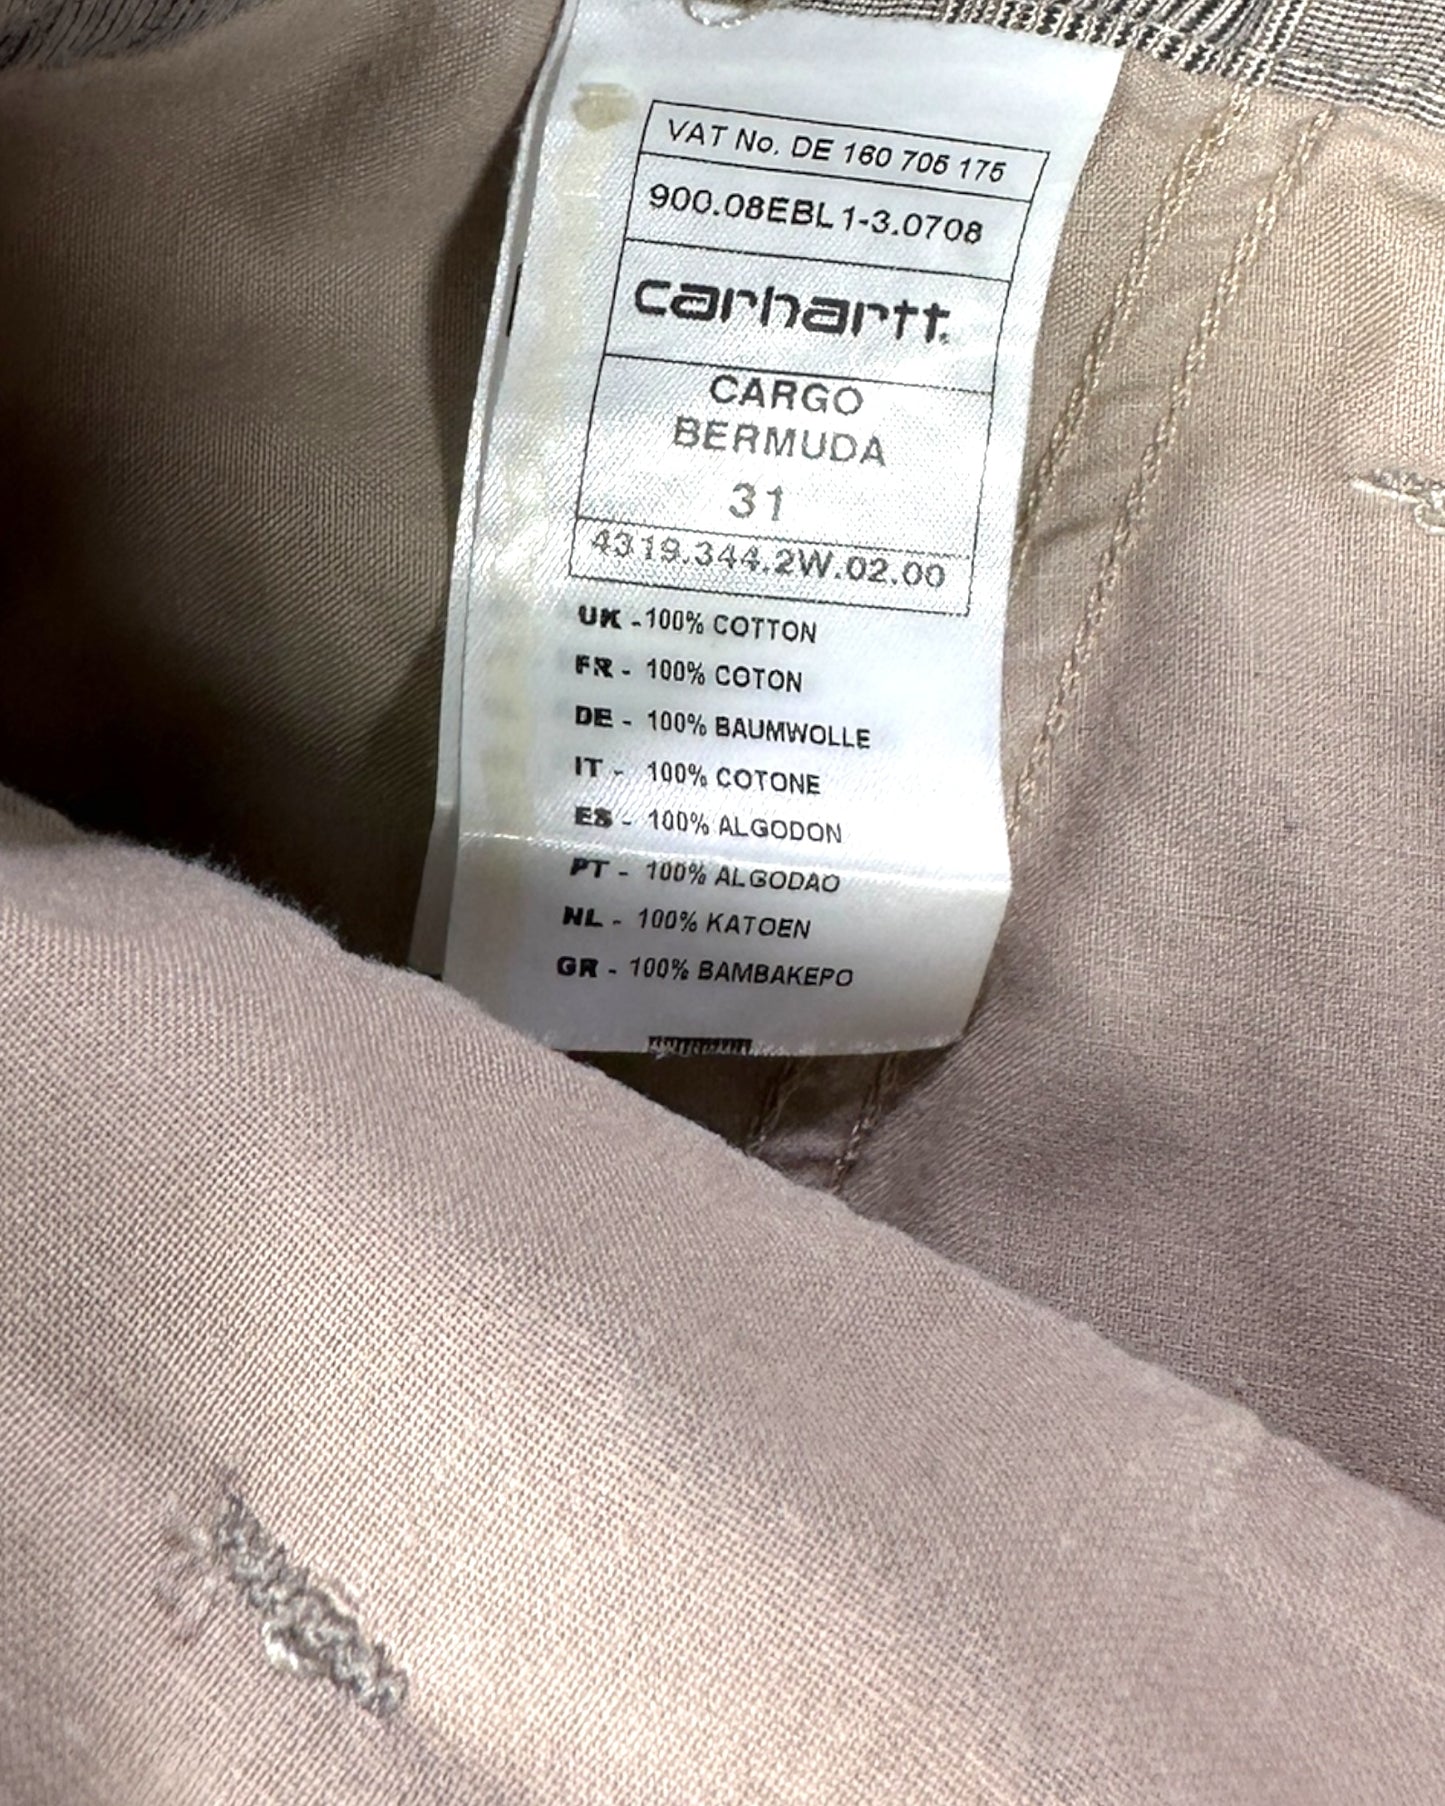 VAT No. DE 160 705 175
900.08EBL1-3.0708
carhartt.
CARGO
BERMUDA
31
4319.344.2W.02.00
UK - 100% COTTON
FR - 100% COTON
DE - 100% BAUMWOLLE
IT - 100% COTONE
ES - 100% ALGODON
PT - 100% ALGODAO
NL - 100% KATOEN
GR - 100% BAMBAKEPO